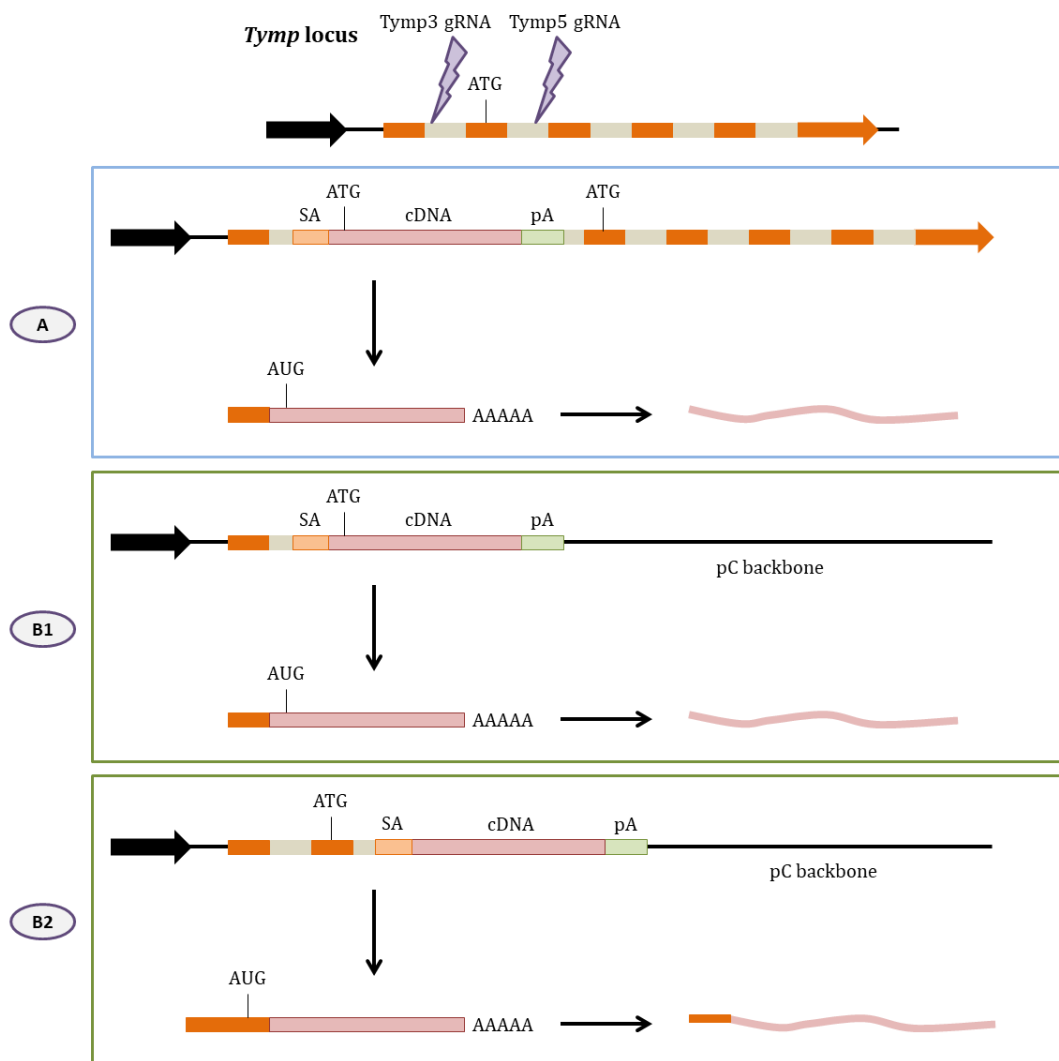 Tymp3 gRNA Tymp5 gRNA
Tymp locus
ATG
ATG ATG
SA cDNA pA
A
AUG
AAAAA
ATG
SA cDNA pA
pC backbone
B1
AUG
AAAAA
ATG
SA cDNA pA
pC backbone
B2
AUG
AAAAA